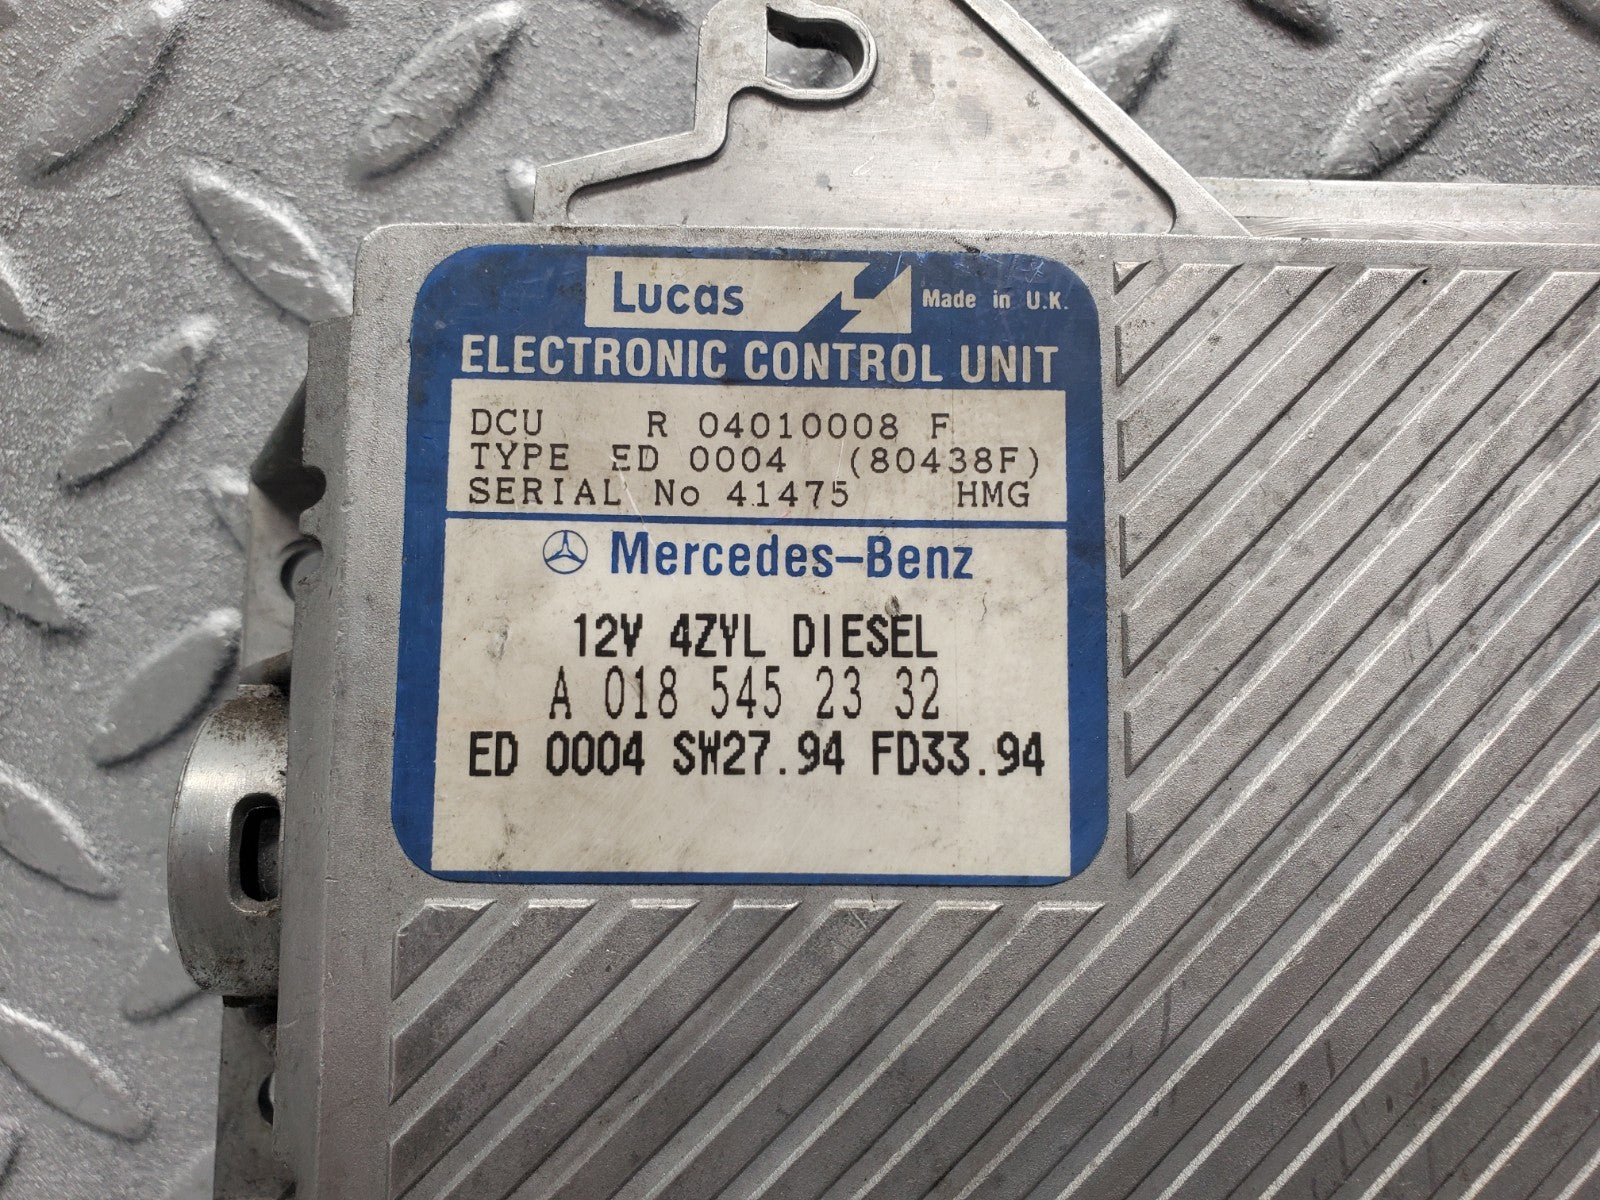 Lucas Made in U.K.
ELECTRONIC CONTROL UNIT
DCU R 04010008 F
TYPE ED 0004 (80438F)
SERIAL No 41475 HMG
Mercedes-Benz
12V 4ZYL DIESEL
A 018 545 23 32
ED 0004 SW27.94 FD33.94